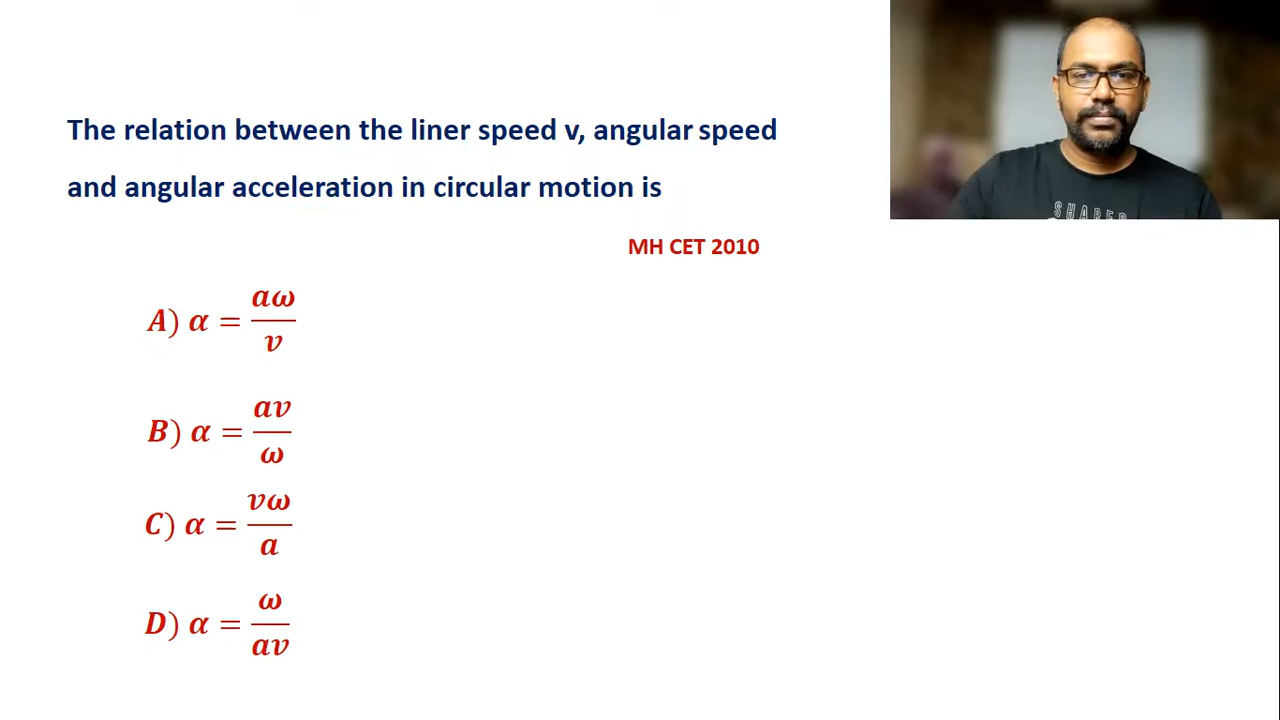 The relation between the liner speed v, angular speed
and angular acceleration in circular motion is
MH CET 2010
A) α = aω/v
B) α = av/ω
C) α = vω/a
D) α = ω/av